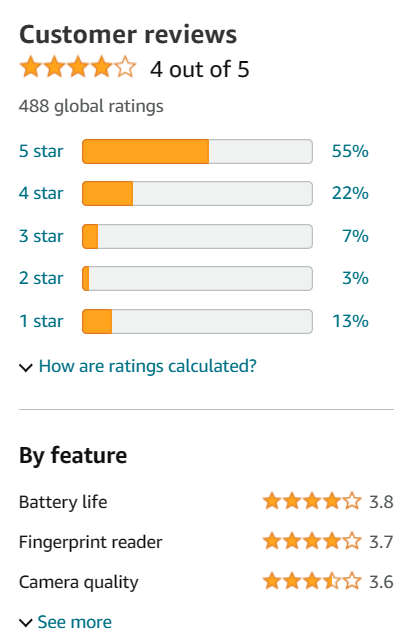 Customer reviews
4 out of 5
488 global ratings
5 star 55%
4 star 22%
3 star 7%
2 star 3%
1 star 13%
How are ratings calculated?
By feature
Battery life 3.8
Fingerprint reader 3.7
Camera quality 3.6
See more